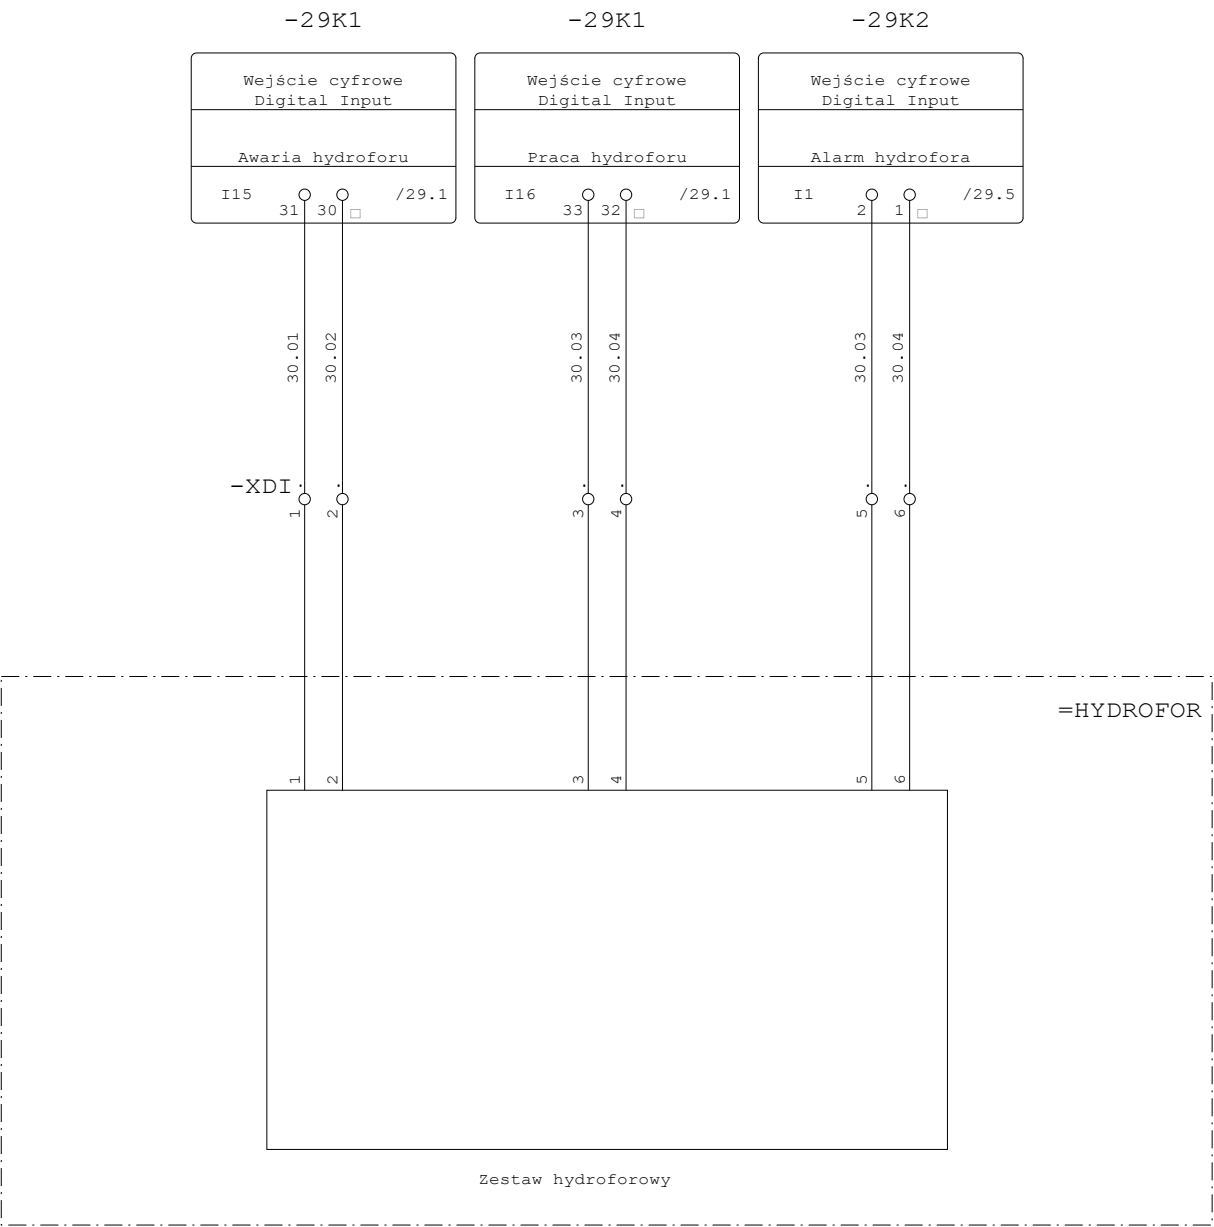 -29K1 -29K1 -29K2
Wejście cyfrowe Wejście cyfrowe Wejście cyfrowe
Digital Input Digital Input Digital Input
Awaria hydroforu Praca hydroforu Alarm hydrofora
I15 /29.1 I16 /29.1 I1 /29.5
31 30 33 32 2 1
30.01 30.02 30.03 30.04 30.03 30.04
-XDI
1 2 3 4 5 6
=HYDROFOR
1 2 3 4 5 6
Zestaw hydroforowy